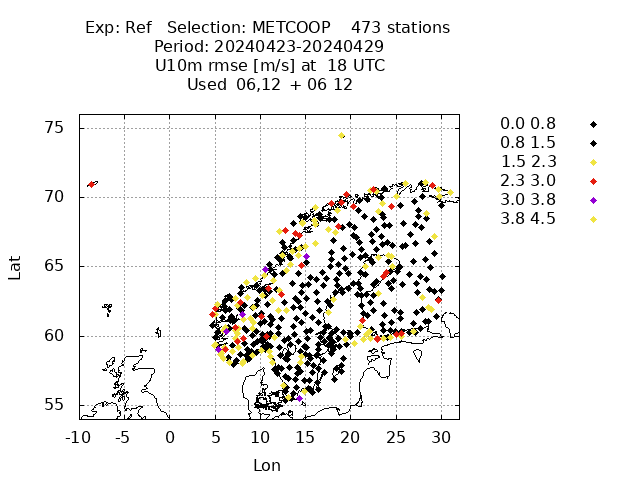 Exp: Ref Selection: METCOOP 473 stations
Period: 20240423-20240429
U10m rmse [m/s] at 18 UTC
Used 06,12 + 06 12
75
70
65
60
55
Lat
-10 -5 0 5 10 15 20 25 30
Lon
0.0 0.8
0.8 1.5
1.5 2.3
2.3 3.0
3.0 3.8
3.8 4.5